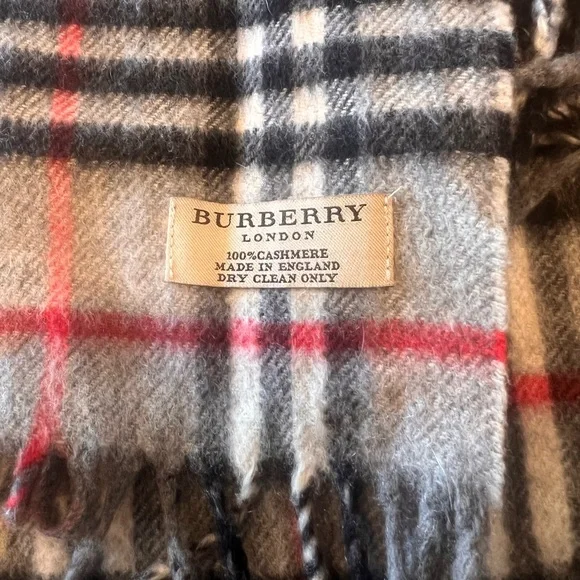 BURBERRY
LONDON
100%CASHMERE
MADE IN ENGLAND
DRY CLEAN ONLY